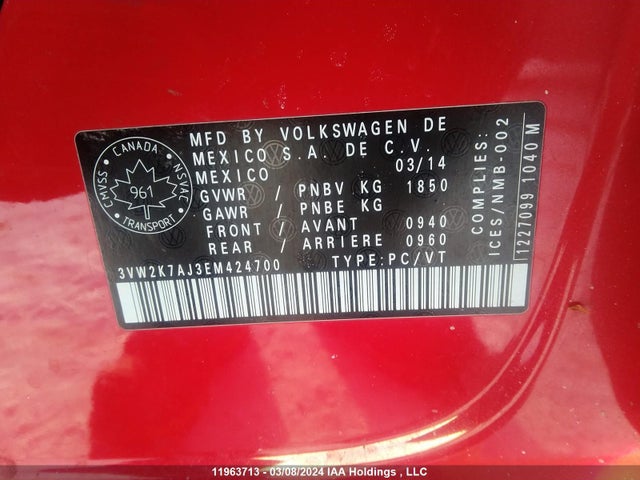 CANADA
CMVSS
NSVAC
961
TRANSPORT
MFD BY VOLKSWAGEN DE
MEXICO S.A. DE C.V.
MEXICO 03/14
GVWR / PNBV KG 1850
GAWR / PNBE KG
FRONT / AVANT 0940
REAR / ARRIERE 0960
3VW2K7AJ3EM424700 TYPE:PC/VT
COMPLIES:
ICES/NMB-002
1227099 1040 M
11963713 - 03/08/2024 IAA Holdings , LLC